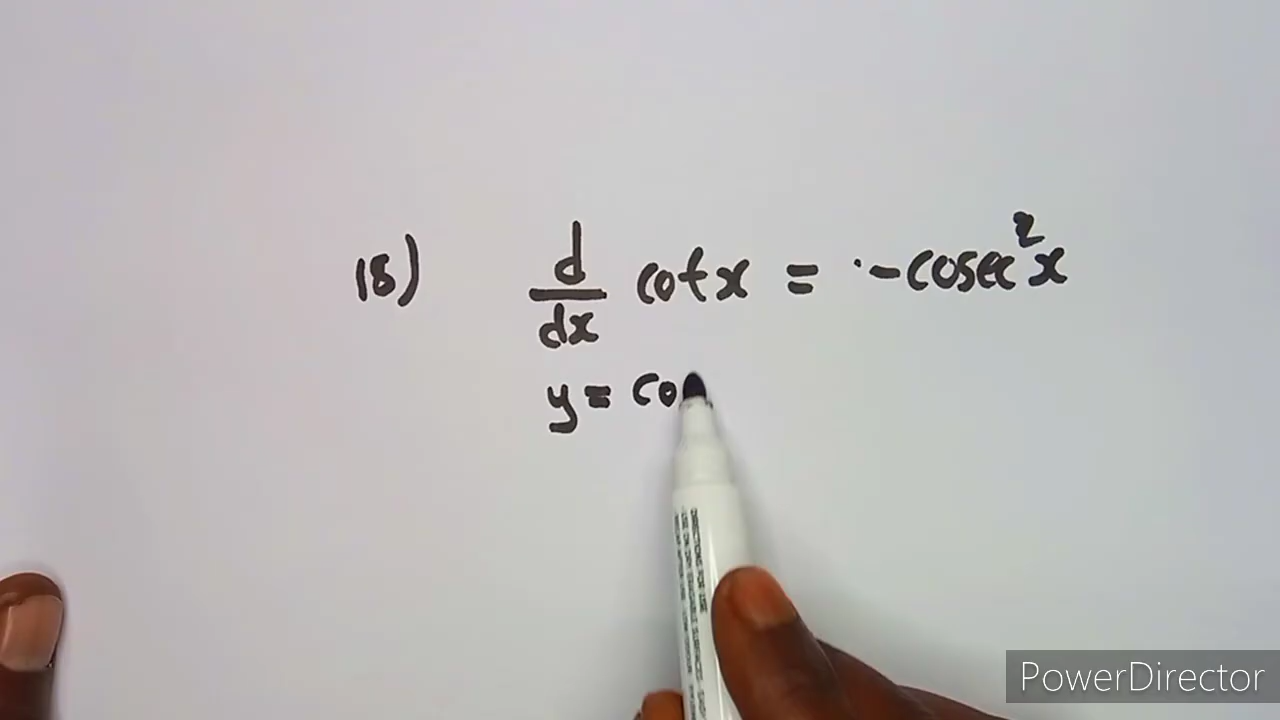 18) d/dx cotx = -cosec²x
y = co
PowerDirector